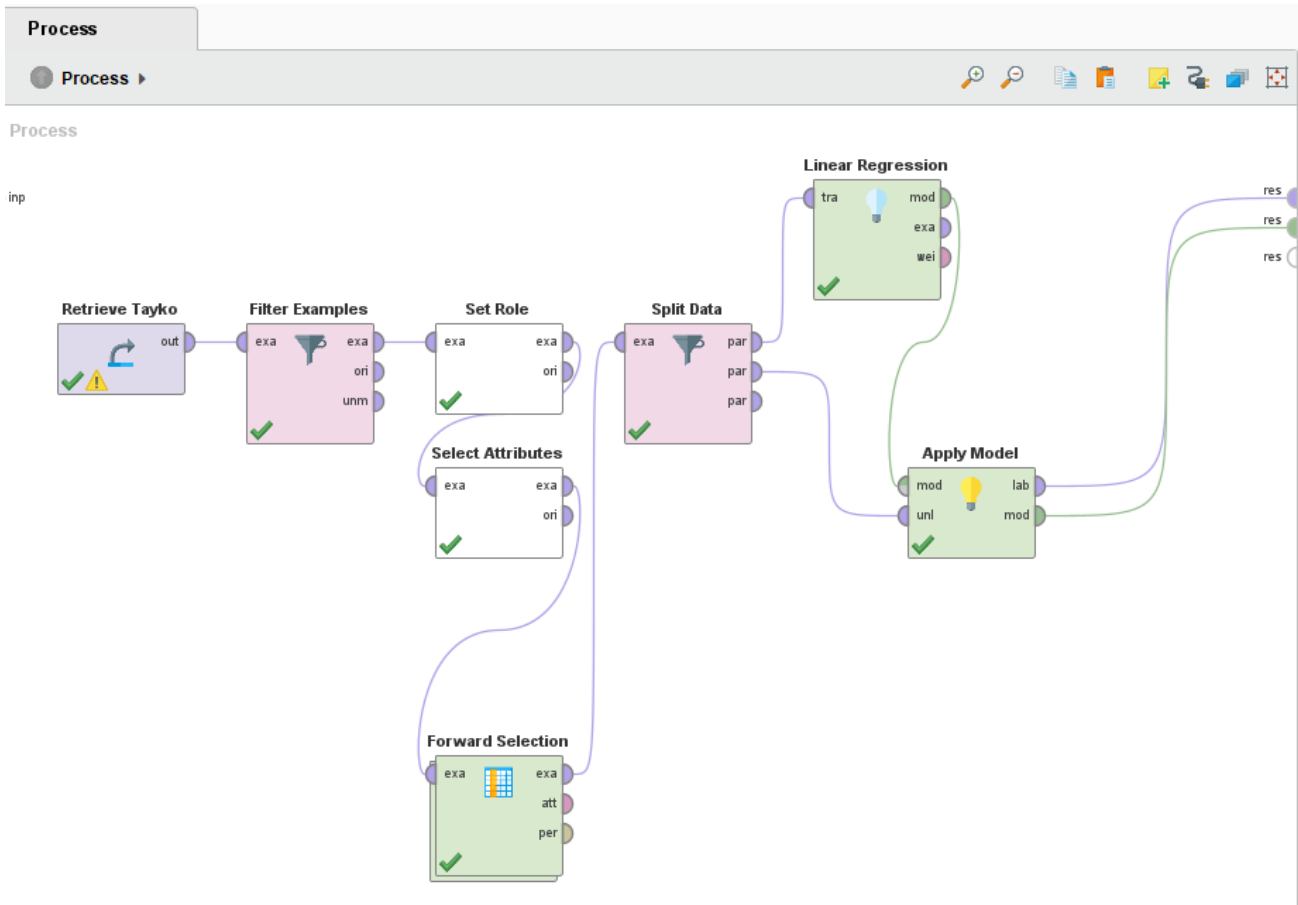 Process
Process
Process
inp
Linear Regression
tra mod
exa
wei
res
res
res
Retrieve Tayko
out
Filter Examples
exa exa
ori
unm
Set Role
exa exa
ori
Split Data
exa par
par
par
Select Attributes
exa exa
ori
Apply Model
mod lab
unl mod
Forward Selection
exa exa
att
per